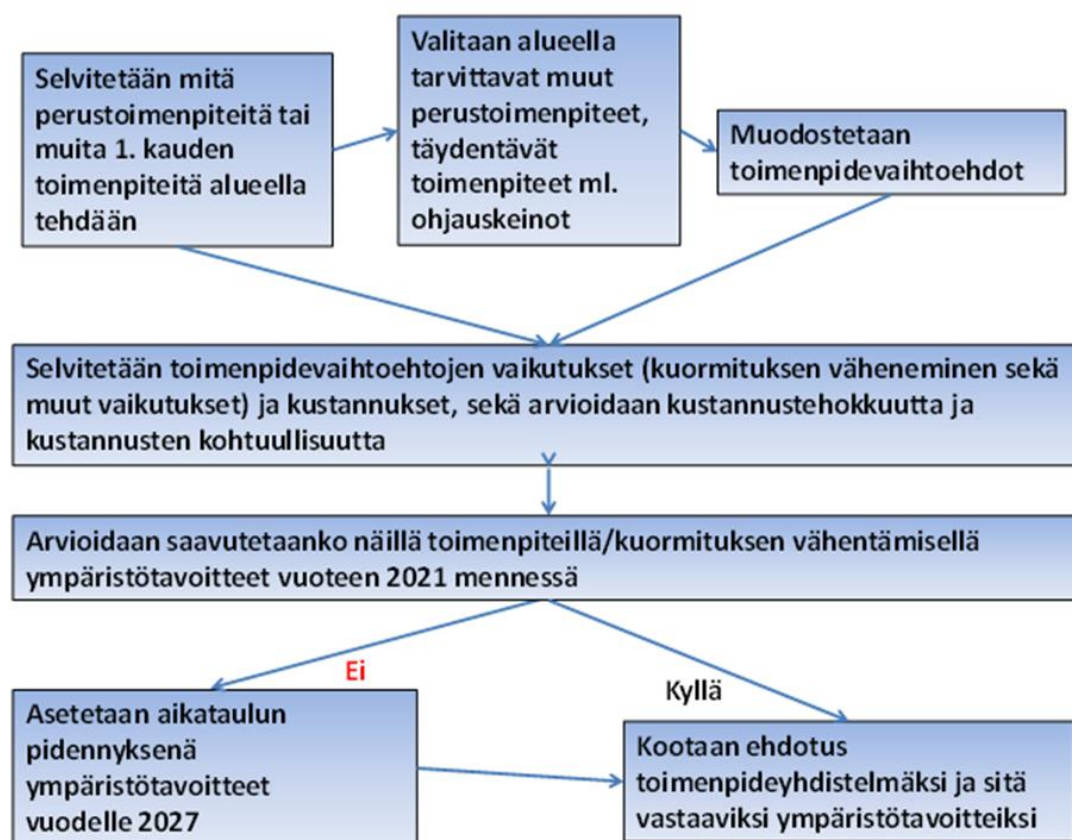 Selvitetään mitä
perustoimenpiteitä tai
muita 1. kauden
toimenpiteitä alueella
tehdään
Valitaan alueella
tarvittavat muut
perustoimenpiteet,
täydentävät
toimenpiteet ml.
ohjauskeinot
Muodostetaan
toimenpidevaihtoehdot
Selvitetään toimenpidevaihtoehtojen vaikutukset (kuormituksen väheneminen sekä
muut vaikutukset) ja kustannukset, sekä arvioidaan kustannustehokkuutta ja
kustannusten kohtuullisuutta
Arvioidaan saavutetaanko näillä toimenpiteillä/kuormituksen vähentämisellä
ympäristötavoitteet vuoteen 2021 mennessä
Ei
Kyllä
Asetetaan aikataulun
pidennyksenä
ympäristötavoitteet
vuodelle 2027
Kootaan ehdotus
toimenpideyhdistelmäksi ja sitä
vastaaviksi ympäristötavoitteiksi